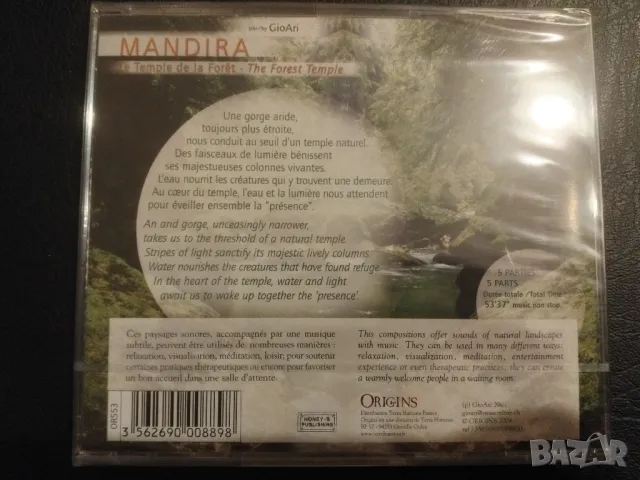 par/by GioAri
MANDIRA
Le Temple de la Forêt - The Forest Temple
Une gorge aride,
toujours plus étroite,
nous conduit au seuil d'un temple naturel.
Des faisceaux de lumière bénissent
ses majestueuses colonnes vivantes.
L'eau nourrit les créatures qui y trouvent une demeure.
Au cœur du temple, l'eau et la lumière nous attendent
pour éveiller ensemble la "présence".
An arid gorge, unceasingly narrower,
takes us to the threshold of a natural temple.
Stripes of light sanctify its majestic lively columns.
Water nourishes the creatures that have found refuge.
In the heart of the temple, water and light
await us to wake up together the 'presence'.
5 PARTIES
5 PARTS
Durée totale / Total Time
53'37" music non stop.
Ces paysages sonores, accompagnés par une musique
subtile, peuvent être utilisés de nombreuses manières :
relaxation, visualisation, méditation, loisir; pour soutenir
certaines pratiques thérapeutiques ou encore pour favoriser
un bon accueil dans une salle d'attente.
This compositions offer sounds of natural landscapes
with music. They can be used in many different ways:
relaxation, visualization, meditation, entertainment
experience or even therapeutic practices, they can create
a warmly welcome people in a waiting room.
OR553
3 562690 008898
HONEY-B
PUBLISHING
ORIGINS
(p) GioAri
© ORIGINS